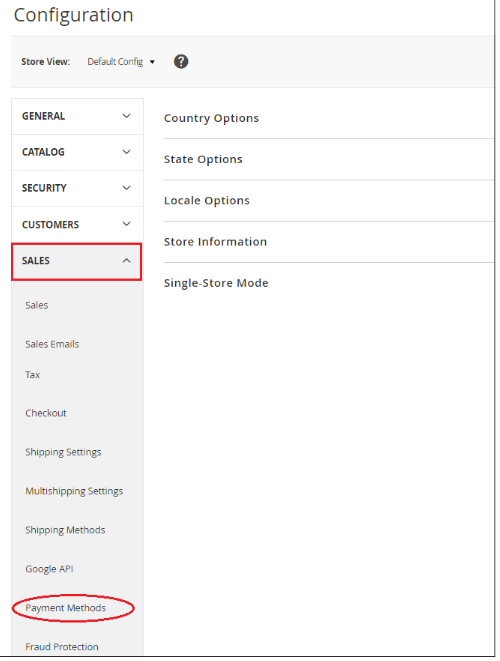 Configuration
Store View: Default Config ?
GENERAL
CATALOG
SECURITY
CUSTOMERS
SALES
Sales
Sales Emails
Tax
Checkout
Shipping Settings
Multishipping Settings
Shipping Methods
Google API
Payment Methods
Fraud Protection
Country Options
State Options
Locale Options
Store Information
Single-Store Mode